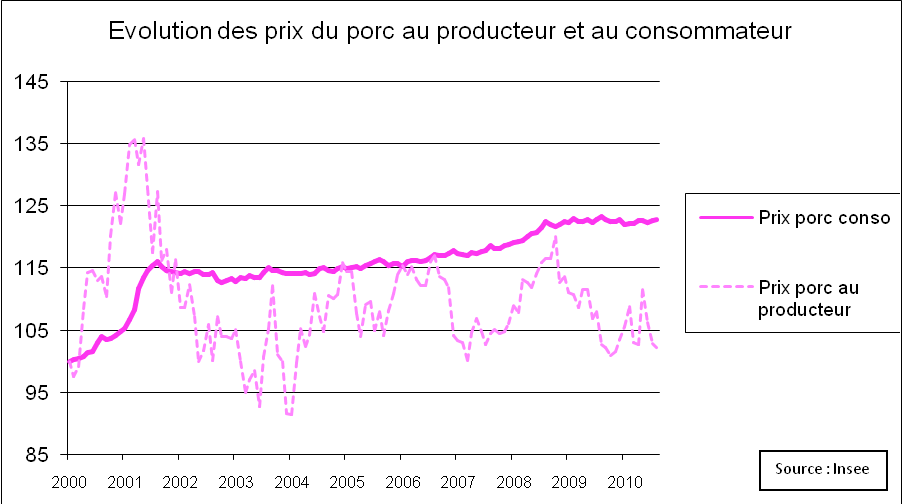 Evolution des prix du porc au producteur et au consommateur
145
135
125
115
105
95
85
2000 2001 2002 2003 2004 2005 2006 2007 2008 2009 2010
Prix porc conso
Prix porc au
producteur
Source : Insee